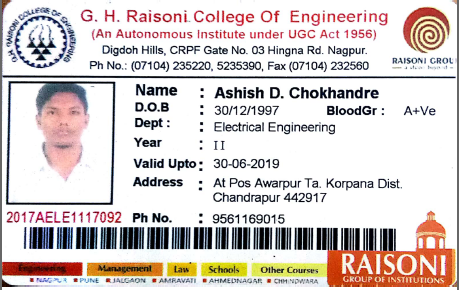 G. H. Raisoni College Of Engineering
(An Autonomous Institute under UGC Act 1956)
Digdoh Hills, CRPF Gate No. 03 Hingna Rd. Nagpur.
Ph No.: (07104) 235220, 5235390, Fax (07104) 232560
G.H. RAISONI COLLEGE OF ENGINEERING
RAISONI GROUP
Name : Ashish D. Chokhandre
D.O.B : 30/12/1997 BloodGr : A+Ve
Dept : Electrical Engineering
Year : II
Valid Upto : 30-06-2019
Address : At Pos Awarpur Ta. Korpana Dist.
Chandrapur 442917
2017AELE1117092 Ph No. : 9561169015
Engineering Management Law Schools Other Courses
NAGPUR PUNE JALGAON AMRAVATI AHMEDNAGAR CHHINDWARA
RAISONI
GROUP OF INSTITUTIONS